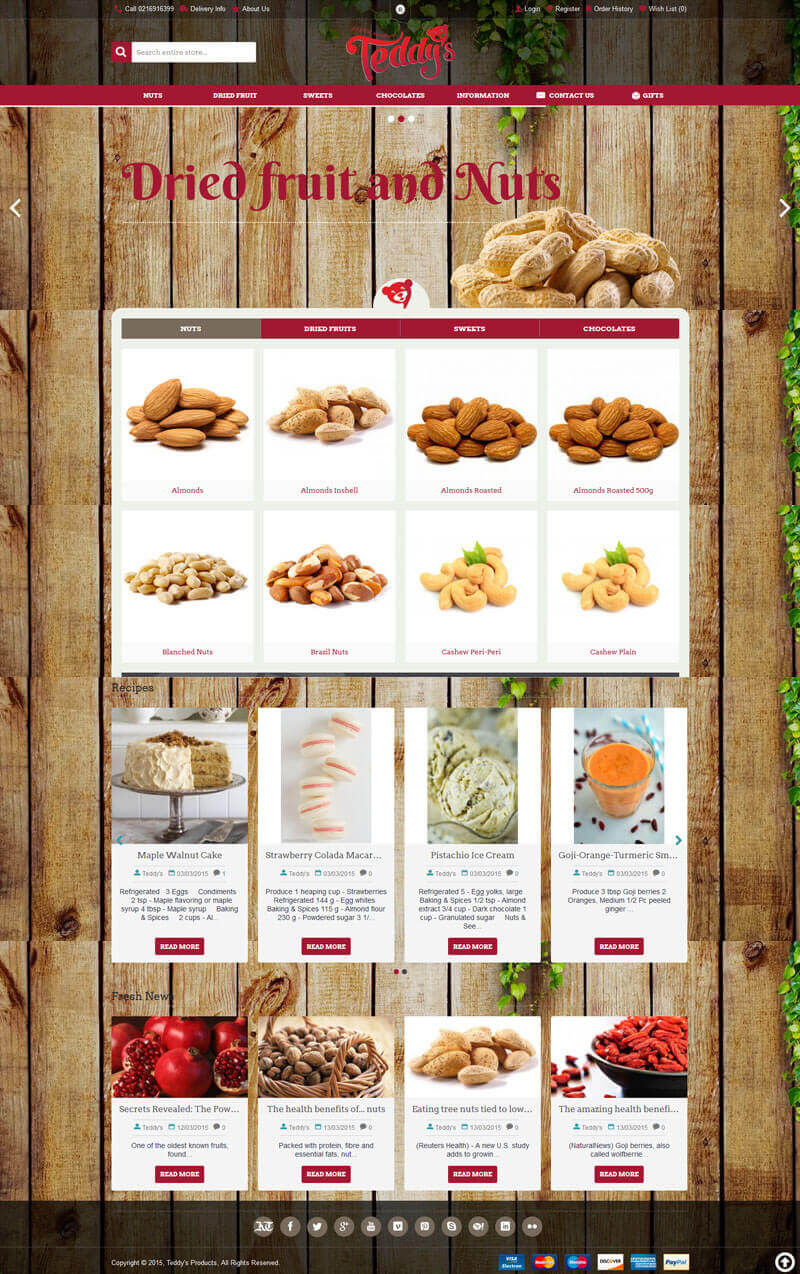 Call 0216916399 Delivery Info About Us
0
Login Register Order History Wish List (0)
Search entire store...
Teddy's
NUTS DRIED FRUIT SWEETS CHOCOLATES INFORMATION CONTACT US GIFTS
Dried fruit and Nuts
NUTS DRIED FRUITS SWEETS CHOCOLATES
Almonds
Almonds Inshell
Almonds Roasted
Almonds Roasted 500g
Blanched Nuts
Brazil Nuts
Cashew Peri-Peri
Cashew Plain
Recipes
Maple Walnut Cake
Teddy's 03/03/2015 1
Refrigerated 3 Eggs Condiments
2 tsp - Maple flavoring or maple
syrup 4 tbsp - Maple syrup Baking
& Spices 2 cups - Al...
READ MORE
Strawberry Colada Macar...
Teddy's 03/03/2015 0
Produce 1 heaping cup - Strawberries
Refrigerated 144 g - Egg whites
Baking & Spices 115 g - Almond flour
230 g - Powdered sugar 3 1/...
READ MORE
Pistachio Ice Cream
Teddy's 03/03/2015 0
Refrigerated 5 - Egg yolks, large
Baking & Spices 1/2 tsp - Almond
extract 3/4 cup - Dark chocolate 1
cup - Granulated sugar Nuts &
See...
READ MORE
Goji-Orange-Turmeric Sm...
Teddy's 03/03/2015 0
Produce 3 tbsp Goji berries 2
Oranges, Medium 1/2 Pc peeled
ginger ...
READ MORE
Fresh News
Secrets Revealed: The Pow...
Teddy's 12/03/2015 0
One of the oldest known fruits,
found...
READ MORE
The health benefits of... nuts
Teddy's 13/03/2015 0
Packed with protein, fibre and
essential fats, nut...
READ MORE
Eating tree nuts tied to low...
Teddy's 13/03/2015 0
(Reuters Health) - A new U.S. study
adds to growin...
READ MORE
The amazing health benefi...
Teddy's 13/03/2015 0
(NaturalNews) Goji berries, also
called wolfberrie...
READ MORE
Copyright © 2015, Teddy's Products, All Rights Reserved.
VISA Electron MasterCard Maestro DISCOVER PayPal